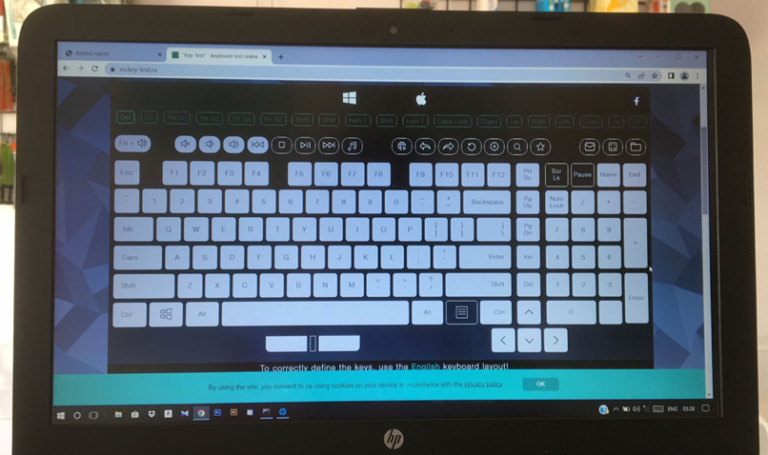 Battery report
"Key-Test" - keyboard test online
en.key-test.ru
Fn +
Esc F1 F2 F3 F4 F5 F6 F7 F8 F9 F10 F11 F12 Prt Sc Scr Lk Pause Home End
~ ` 1 2 3 4 5 6 7 8 9 0 Backspace Pg Up Num Lock / *
Tab Q W E R T Y U I O P Pg Dn 7 8 9 +
Caps A S D F G H J K L Enter Ins 4 5 6
Shift Z X C V B N M < > ? / Shift Del 1 2 3 Enter
Ctrl Alt Alt Ctrl 0
To correctly define the keys, use the English keyboard layout!
By using the site, you consent to us using cookies on your device in accordance with the privacy policy
OK
ENG 03:28
hp